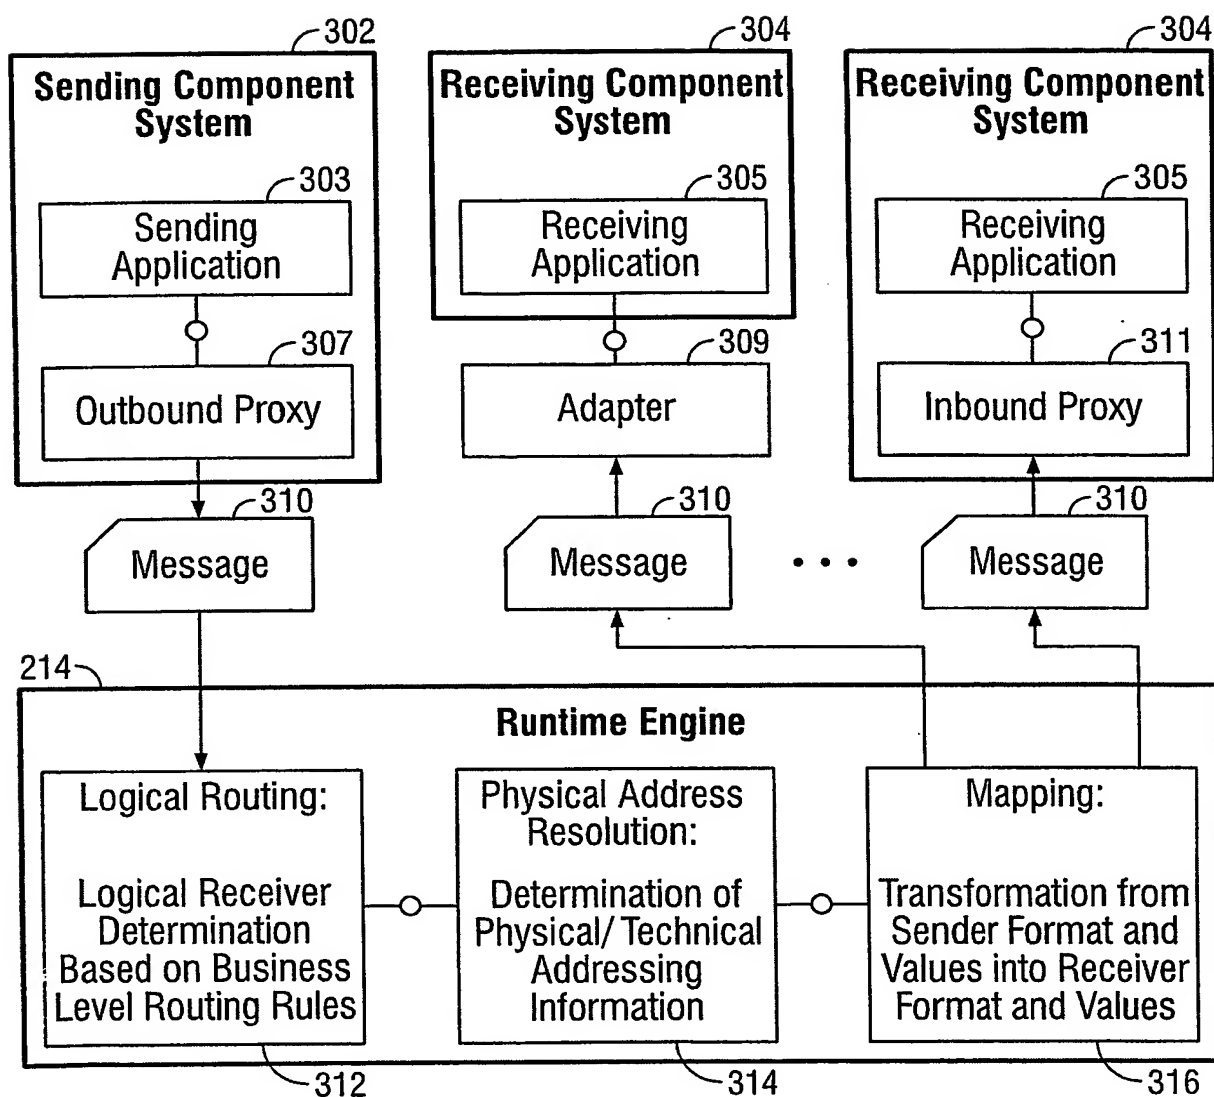 302
Sending Component
System
303
Sending
Application
307
Outbound Proxy
310
Message
304
Receiving Component
System
305
Receiving
Application
309
Adapter
310
Message
• • •
304
Receiving Component
System
305
Receiving
Application
311
Inbound Proxy
310
Message
214
Runtime Engine
Logical Routing:
Logical Receiver
Determination
Based on Business
Level Routing Rules
312
Physical Address
Resolution:
Determination of
Physical/ Technical
Addressing
Information
314
Mapping:
Transformation from
Sender Format and
Values into Receiver
Format and Values
316